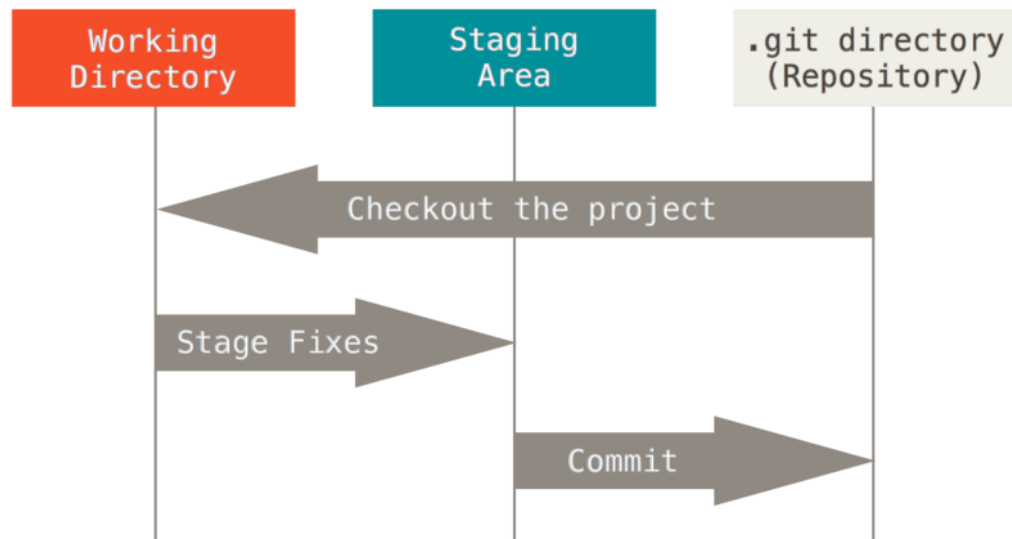 Working
Directory
Staging
Area
.git directory
(Repository)
Checkout the project
Stage Fixes
Commit